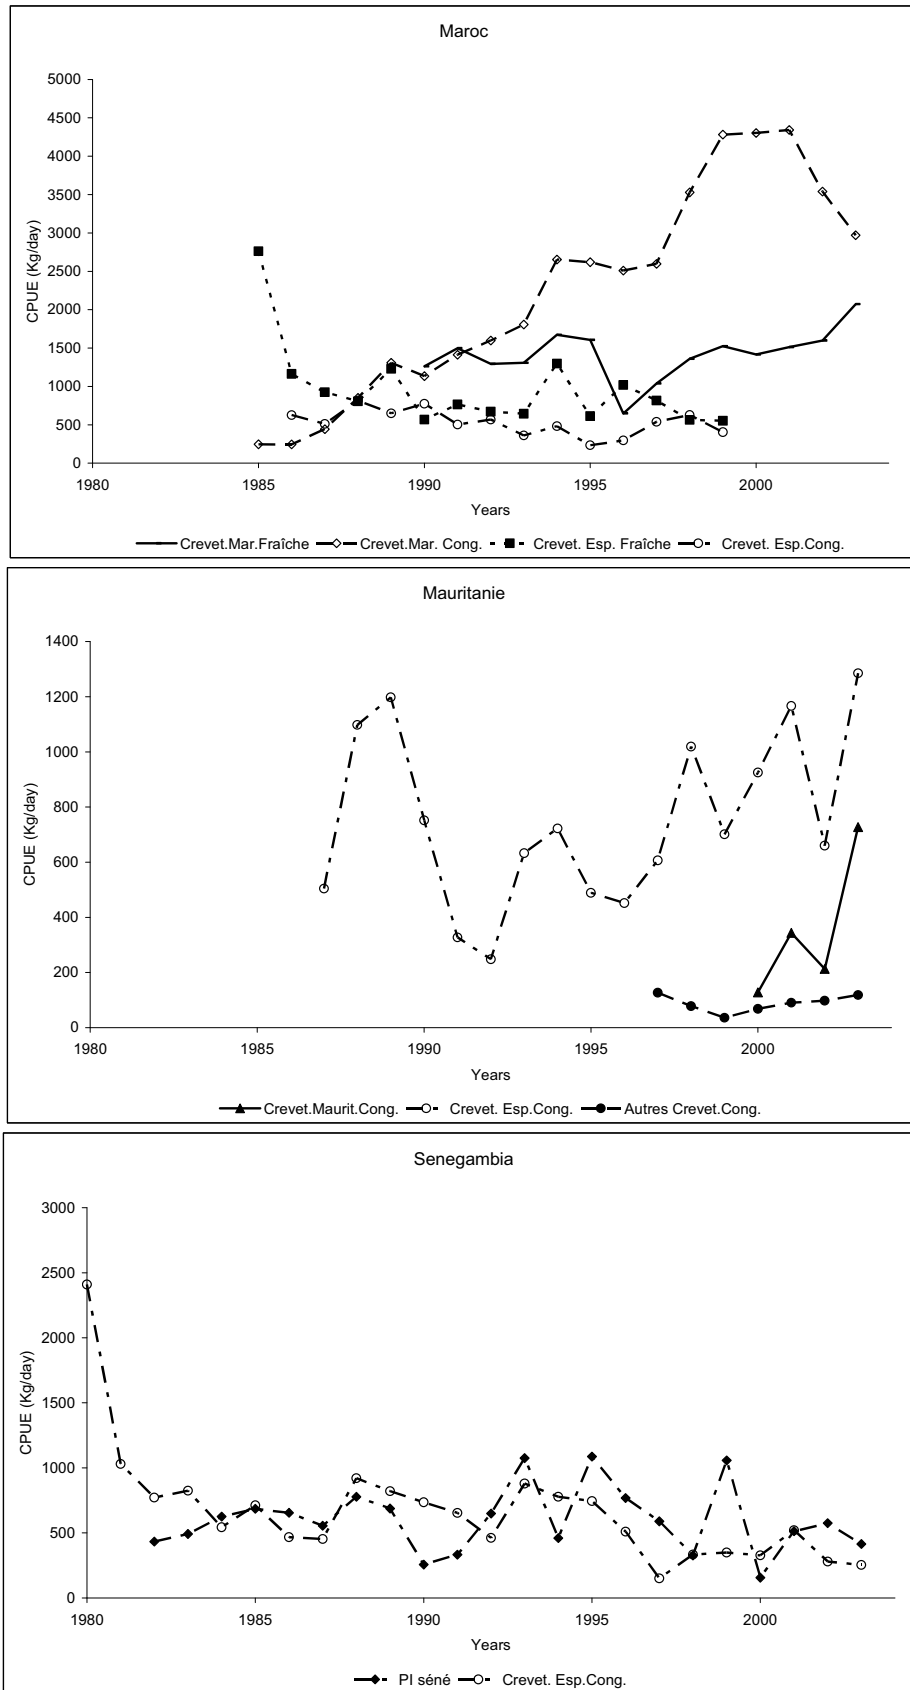 Maroc
5000
4500
4000
3500
3000
2500
2000
1500
1000
500
0
CPUE (Kg/day)
1980 1985 1990 1995 2000
Years
Crevet.Mar.Fraîche Crevet.Mar. Cong. Crevet. Esp. Fraîche Crevet. Esp.Cong.
Mauritanie
1400
1200
1000
800
600
400
200
0
CPUE (Kg/day)
1980 1985 1990 1995 2000
Years
Crevet.Maurit.Cong. Crevet. Esp.Cong. Autres Crevet.Cong.
Senegambia
3000
2500
2000
1500
1000
500
0
CPUE (Kg/day)
1980 1985 1990 1995 2000
Years
PI séné Crevet. Esp.Cong.